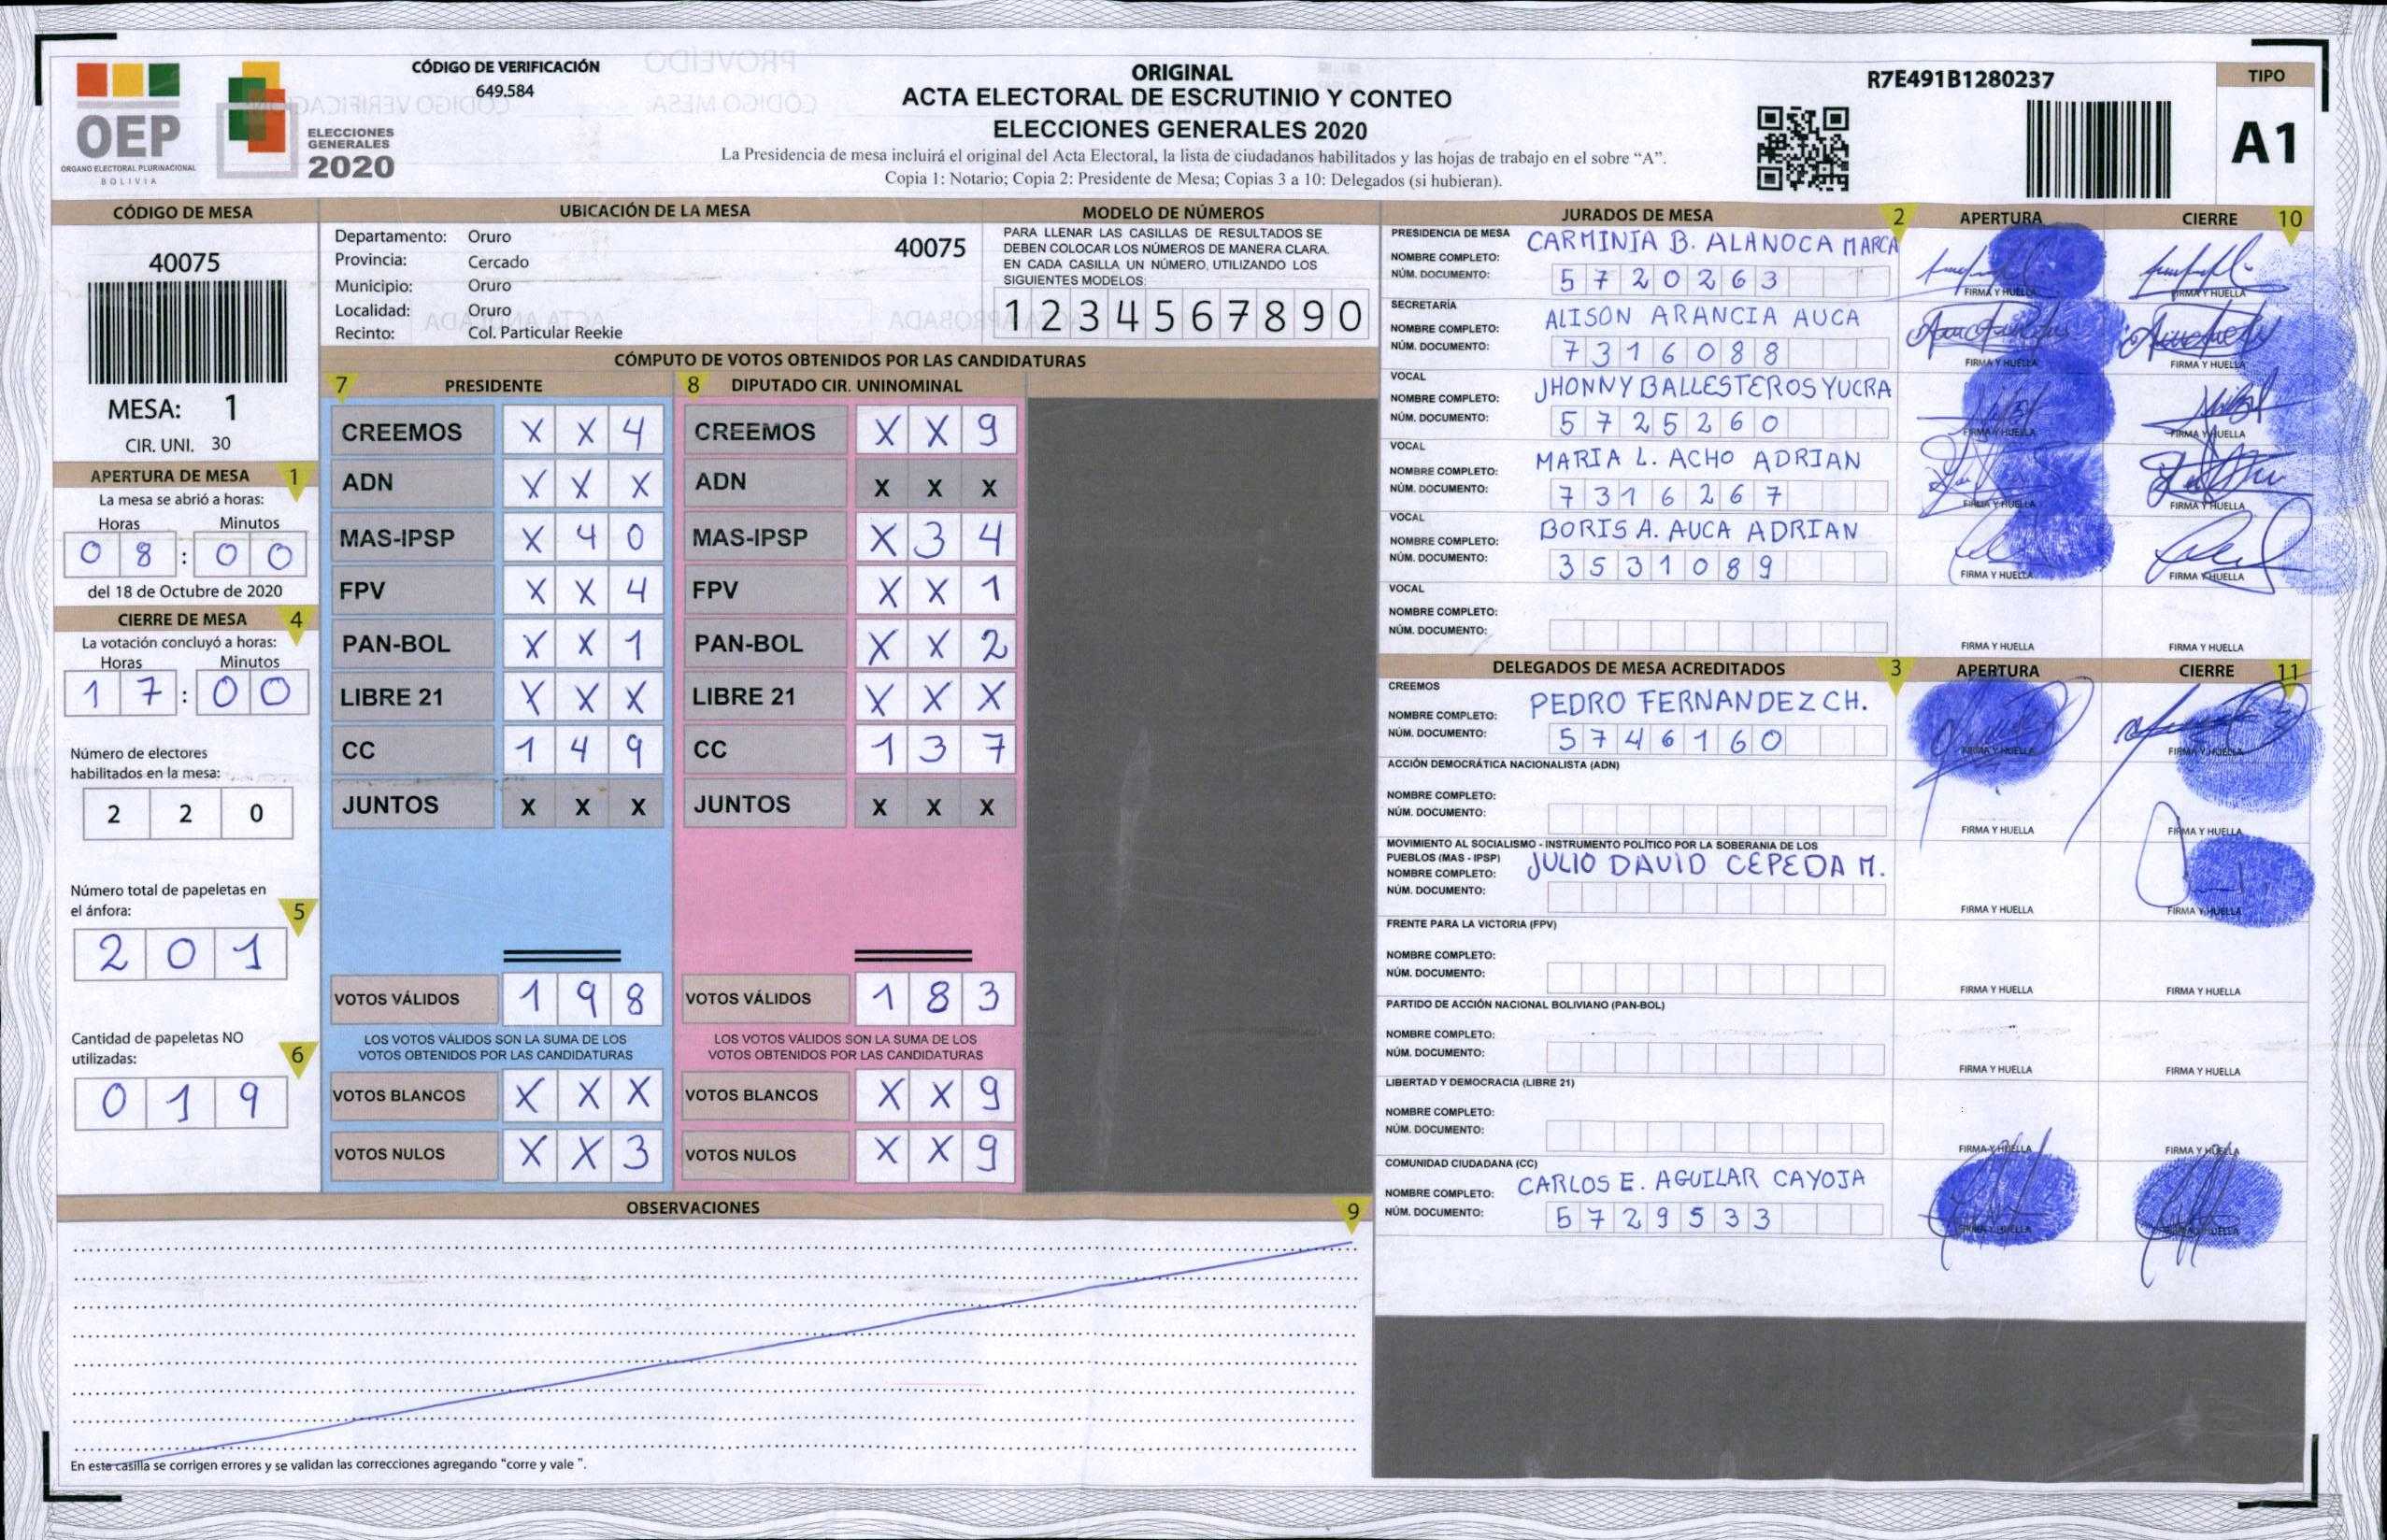 OEP
ÓRGANO ELECTORAL PLURINACIONAL
BOLIVIA
ELECCIONES
GENERALES
2020
CÓDIGO DE VERIFICACIÓN
649.584
ORIGINAL
ACTA ELECTORAL DE ESCRUTINIO Y CONTEO
ELECCIONES GENERALES 2020
La Presidencia de mesa incluirá el original del Acta Electoral, la lista de ciudadanos habilitados y las hojas de trabajo en el sobre “A”.
Copia 1: Notario; Copia 2: Presidente de Mesa; Copias 3 a 10: Delegados (si hubieran).
R7E491B1280237
TIPO
A1
CÓDIGO DE MESA
40075
MESA: 1
CIR. UNI. 30
APERTURA DE MESA 1
La mesa se abrió a horas:
Horas Minutos
0 8 : 0 0
del 18 de Octubre de 2020
CIERRE DE MESA 4
La votación concluyó a horas:
Horas Minutos
1 7 : 0 0
Número de electores
habilitados en la mesa:
2 2 0
Número total de papeletas en
el ánfora: 5
2 0 1
Cantidad de papeletas NO
utilizadas: 6
0 1 9
UBICACIÓN DE LA MESA
Departamento: Oruro
Provincia: Cercado
Municipio: Oruro
Localidad: Oruro
Recinto: Col. Particular Reekie
40075
MODELO DE NÚMEROS
PARA LLENAR LAS CASILLAS DE RESULTADOS SE
DEBEN COLOCAR LOS NÚMEROS DE MANERA CLARA.
EN CADA CASILLA UN NÚMERO, UTILIZANDO LOS
SIGUIENTES MODELOS:
1 2 3 4 5 6 7 8 9 0
CÓMPUTO DE VOTOS OBTENIDOS POR LAS CANDIDATURAS
7 PRESIDENTE
CREEMOS X X 4
ADN X X X
MAS-IPSP X 4 0
FPV X X 4
PAN-BOL X X 1
LIBRE 21 X X X
CC 1 4 9
JUNTOS X X X
VOTOS VÁLIDOS 1 9 8
LOS VOTOS VÁLIDOS SON LA SUMA DE LOS
VOTOS OBTENIDOS POR LAS CANDIDATURAS
VOTOS BLANCOS X X X
VOTOS NULOS X X 3
8 DIPUTADO CIR. UNINOMINAL
CREEMOS X X 9
ADN X X X
MAS-IPSP X 3 4
FPV X X 1
PAN-BOL X X 2
LIBRE 21 X X X
CC 1 3 7
JUNTOS X X X
VOTOS VÁLIDOS 1 8 3
LOS VOTOS VÁLIDOS SON LA SUMA DE LOS
VOTOS OBTENIDOS POR LAS CANDIDATURAS
VOTOS BLANCOS X X 9
VOTOS NULOS X X 9
OBSERVACIONES 9
En esta casilla se corrigen errores y se validan las correcciones agregando “corre y vale ”.
JURADOS DE MESA 2 APERTURA CIERRE 10
PRESIDENCIA DE MESA
NOMBRE COMPLETO: CARMINIA B. ALANOCA MARCA
NÚM. DOCUMENTO: 5 7 2 0 2 6 3
FIRMA Y HUELLA FIRMA Y HUELLA
SECRETARÍA
NOMBRE COMPLETO: ALISON ARANCIA AUCA
NÚM. DOCUMENTO: 7 3 1 6 0 8 8
FIRMA Y HUELLA FIRMA Y HUELLA
VOCAL
NOMBRE COMPLETO: JHONNY BALLESTEROS YUCRA
NÚM. DOCUMENTO: 5 7 2 5 2 6 0
FIRMA Y HUELLA FIRMA Y HUELLA
VOCAL
NOMBRE COMPLETO: MARIA L. ACHO ADRIAN
NÚM. DOCUMENTO: 7 3 1 6 2 6 7
FIRMA Y HUELLA FIRMA Y HUELLA
VOCAL
NOMBRE COMPLETO: BORIS A. AUCA ADRIAN
NÚM. DOCUMENTO: 3 5 3 1 0 8 9
FIRMA Y HUELLA FIRMA Y HUELLA
VOCAL
NOMBRE COMPLETO:
NÚM. DOCUMENTO:
FIRMA Y HUELLA FIRMA Y HUELLA
DELEGADOS DE MESA ACREDITADOS 3 APERTURA CIERRE 11
CREEMOS
NOMBRE COMPLETO: PEDRO FERNANDEZ CH.
NÚM. DOCUMENTO: 5 7 4 6 1 6 0
FIRMA Y HUELLA FIRMA Y HUELLA
ACCIÓN DEMOCRÁTICA NACIONALISTA (ADN)
NOMBRE COMPLETO:
NÚM. DOCUMENTO:
FIRMA Y HUELLA FIRMA Y HUELLA
MOVIMIENTO AL SOCIALISMO - INSTRUMENTO POLÍTICO POR LA SOBERANIA DE LOS
PUEBLOS (MAS - IPSP)
NOMBRE COMPLETO: JULIO DAVID CEPEDA M.
NÚM. DOCUMENTO:
FIRMA Y HUELLA FIRMA Y HUELLA
FRENTE PARA LA VICTORIA (FPV)
NOMBRE COMPLETO:
NÚM. DOCUMENTO:
FIRMA Y HUELLA FIRMA Y HUELLA
PARTIDO DE ACCIÓN NACIONAL BOLIVIANO (PAN-BOL)
NOMBRE COMPLETO:
NÚM. DOCUMENTO:
FIRMA Y HUELLA FIRMA Y HUELLA
LIBERTAD Y DEMOCRACIA (LIBRE 21)
NOMBRE COMPLETO:
NÚM. DOCUMENTO:
FIRMA Y HUELLA FIRMA Y HUELLA
COMUNIDAD CIUDADANA (CC)
NOMBRE COMPLETO: CARLOS E. AGUILAR CAYOJA
NÚM. DOCUMENTO: 5 7 2 9 5 3 3
FIRMA Y HUELLA FIRMA Y HUELLA